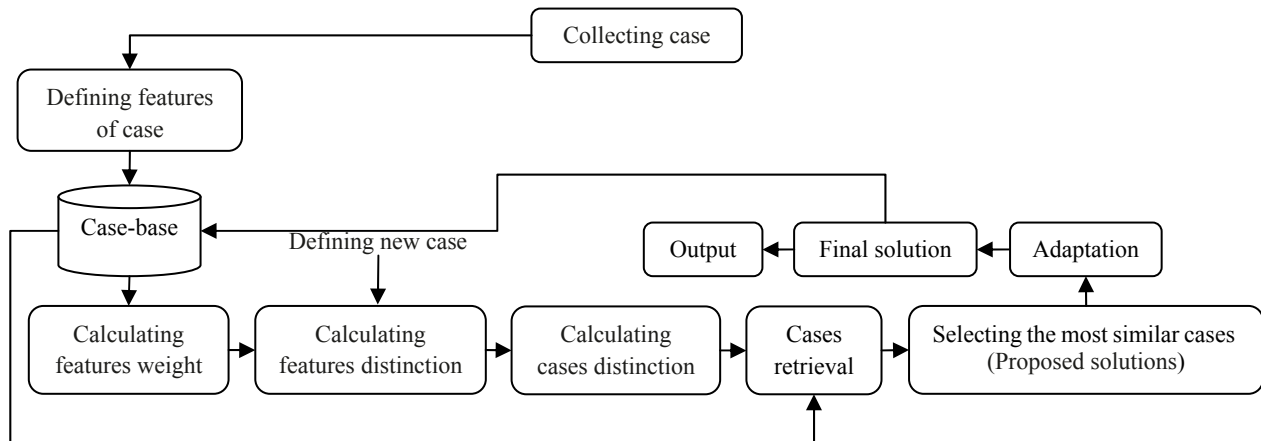 Collecting case
Defining features
of case
Case-base
Defining new case
Output
Final solution
Adaptation
Calculating
features weight
Calculating
features distinction
Calculating
cases distinction
Cases
retrieval
Selecting the most similar cases
(Proposed solutions)